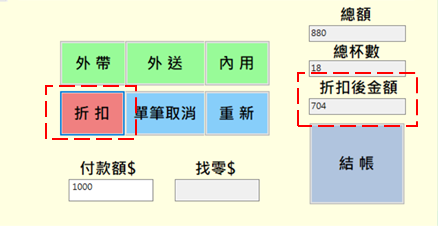 總額
880
總杯數
18
外帶 外送 內用
折扣後金額
704
折扣 單筆取消 重新
結帳
付款額$ 找零$
1000